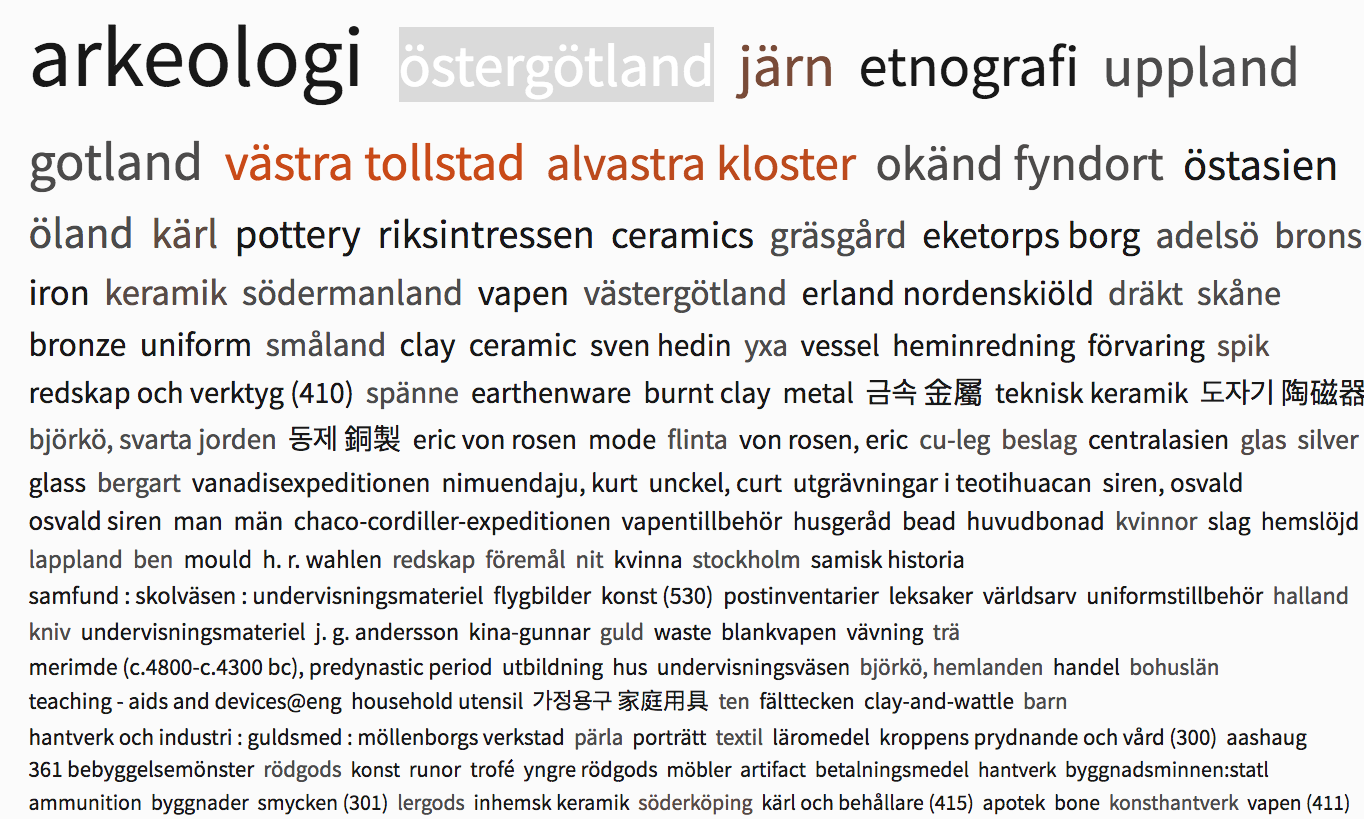 arkeologi östergötland järn etnografi uppland
gotland västra tollstad alvastra kloster okänd fyndort östasien
öland kärl pottery riksintressen ceramics gräsgård eketorps borg adelsö brons
iron keramik södermanland vapen västergötland erland nordenskiöld dräkt skåne
bronze uniform småland clay ceramic sven hedin yxa vessel heminredning förvaring spik
redskap och verktyg (410) spänne earthenware burnt clay metal 금속 金屬 teknisk keramik 도자기 陶磁器
björkö, svarta jorden 동제 銅製 eric von rosen mode flinta von rosen, eric cu-leg beslag centralasien glas silver
glass bergart vanadisexpeditionen nimuendaju, kurt unckel, curt utgrävningar i teotihuacan siren, osvald
osvald siren man män chaco-cordiller-expeditionen vapentillbehör husgeråd bead huvudbonad kvinnor slag hemslöjd
lappland ben mould h. r. wahlen redskap föremål nit kvinna stockholm samisk historia
samfund : skolväsen : undervisningsmateriel flygbilder konst (530) postinventarier leksaker världsarv uniformstillbehör halland
kniv undervisningsmateriel j. g. andersson kina-gunnar guld waste blankvapen vävning trä
merimde (c.4800-c.4300 bc), predynastic period utbildning hus undervisningsväsen björkö, hemlanden handel bohuslän
teaching - aids and devices@eng household utensil 가정용구 家庭用具 ten fälttecken clay-and-wattle barn
hantverk och industri : guldsmed : möllenborgs verkstad pärla porträtt textil läromedel kroppens prydnande och vård (300) aashaug
361 bebyggelsemönster rödgods konst runor trofé yngre rödgods möbler artifact betalningsmedel hantverk byggnadsminnen:statl
ammunition byggnader smycken (301) lergods inhemsk keramik söderköping kärl och behållare (415) apotek bone konsthantverk vapen (411)